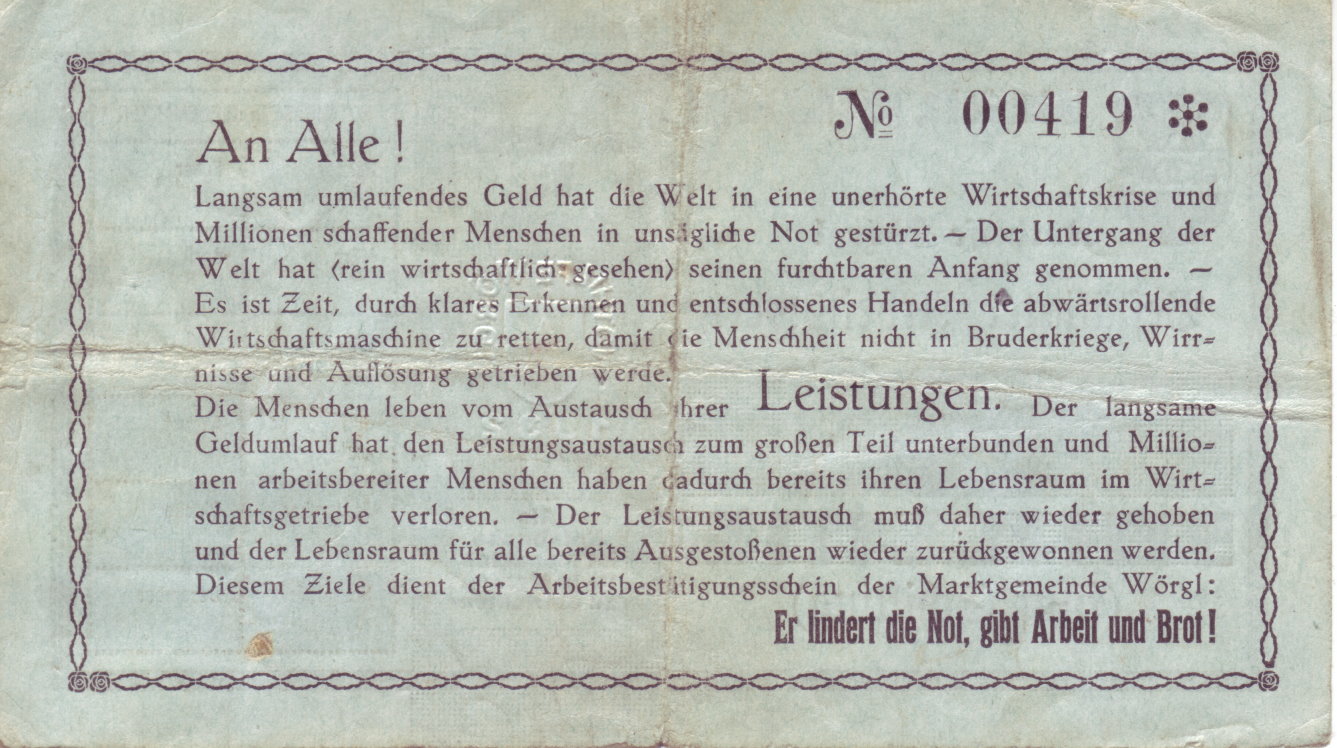 An Alle!
№ 00419
Langsam umlaufendes Geld hat die Welt in eine unerhörte Wirtschaftskrise und
Millionen schaffender Menschen in unsägliche Not gestürzt. — Der Untergang der
Welt hat (rein wirtschaftlich gesehen) seinen furchtbaren Anfang genommen. —
Es ist Zeit, durch klares Erkennen und entschlossenes Handeln die abwärtsrollende
Wirtschaftsmaschine zu retten, damit die Menschheit nicht in Bruderkriege, Wirr=
nisse und Auflösung getrieben werde.
Die Menschen leben vom Austausch ihrer Leistungen. Der langsame
Geldumlauf hat den Leistungsaustausch zum großen Teil unterbunden und Millio=
nen arbeitsbereiter Menschen haben dadurch bereits ihren Lebensraum im Wirt=
schaftsgetriebe verloren. — Der Leistungsaustausch muß daher wieder gehoben
und der Lebensraum für alle bereits Ausgestoßenen wieder zurückgewonnen werden.
Diesem Ziele dient der Arbeitsbestätigungsschein der Marktgemeinde Wörgl:
Er lindert die Not, gibt Arbeit und Brot!